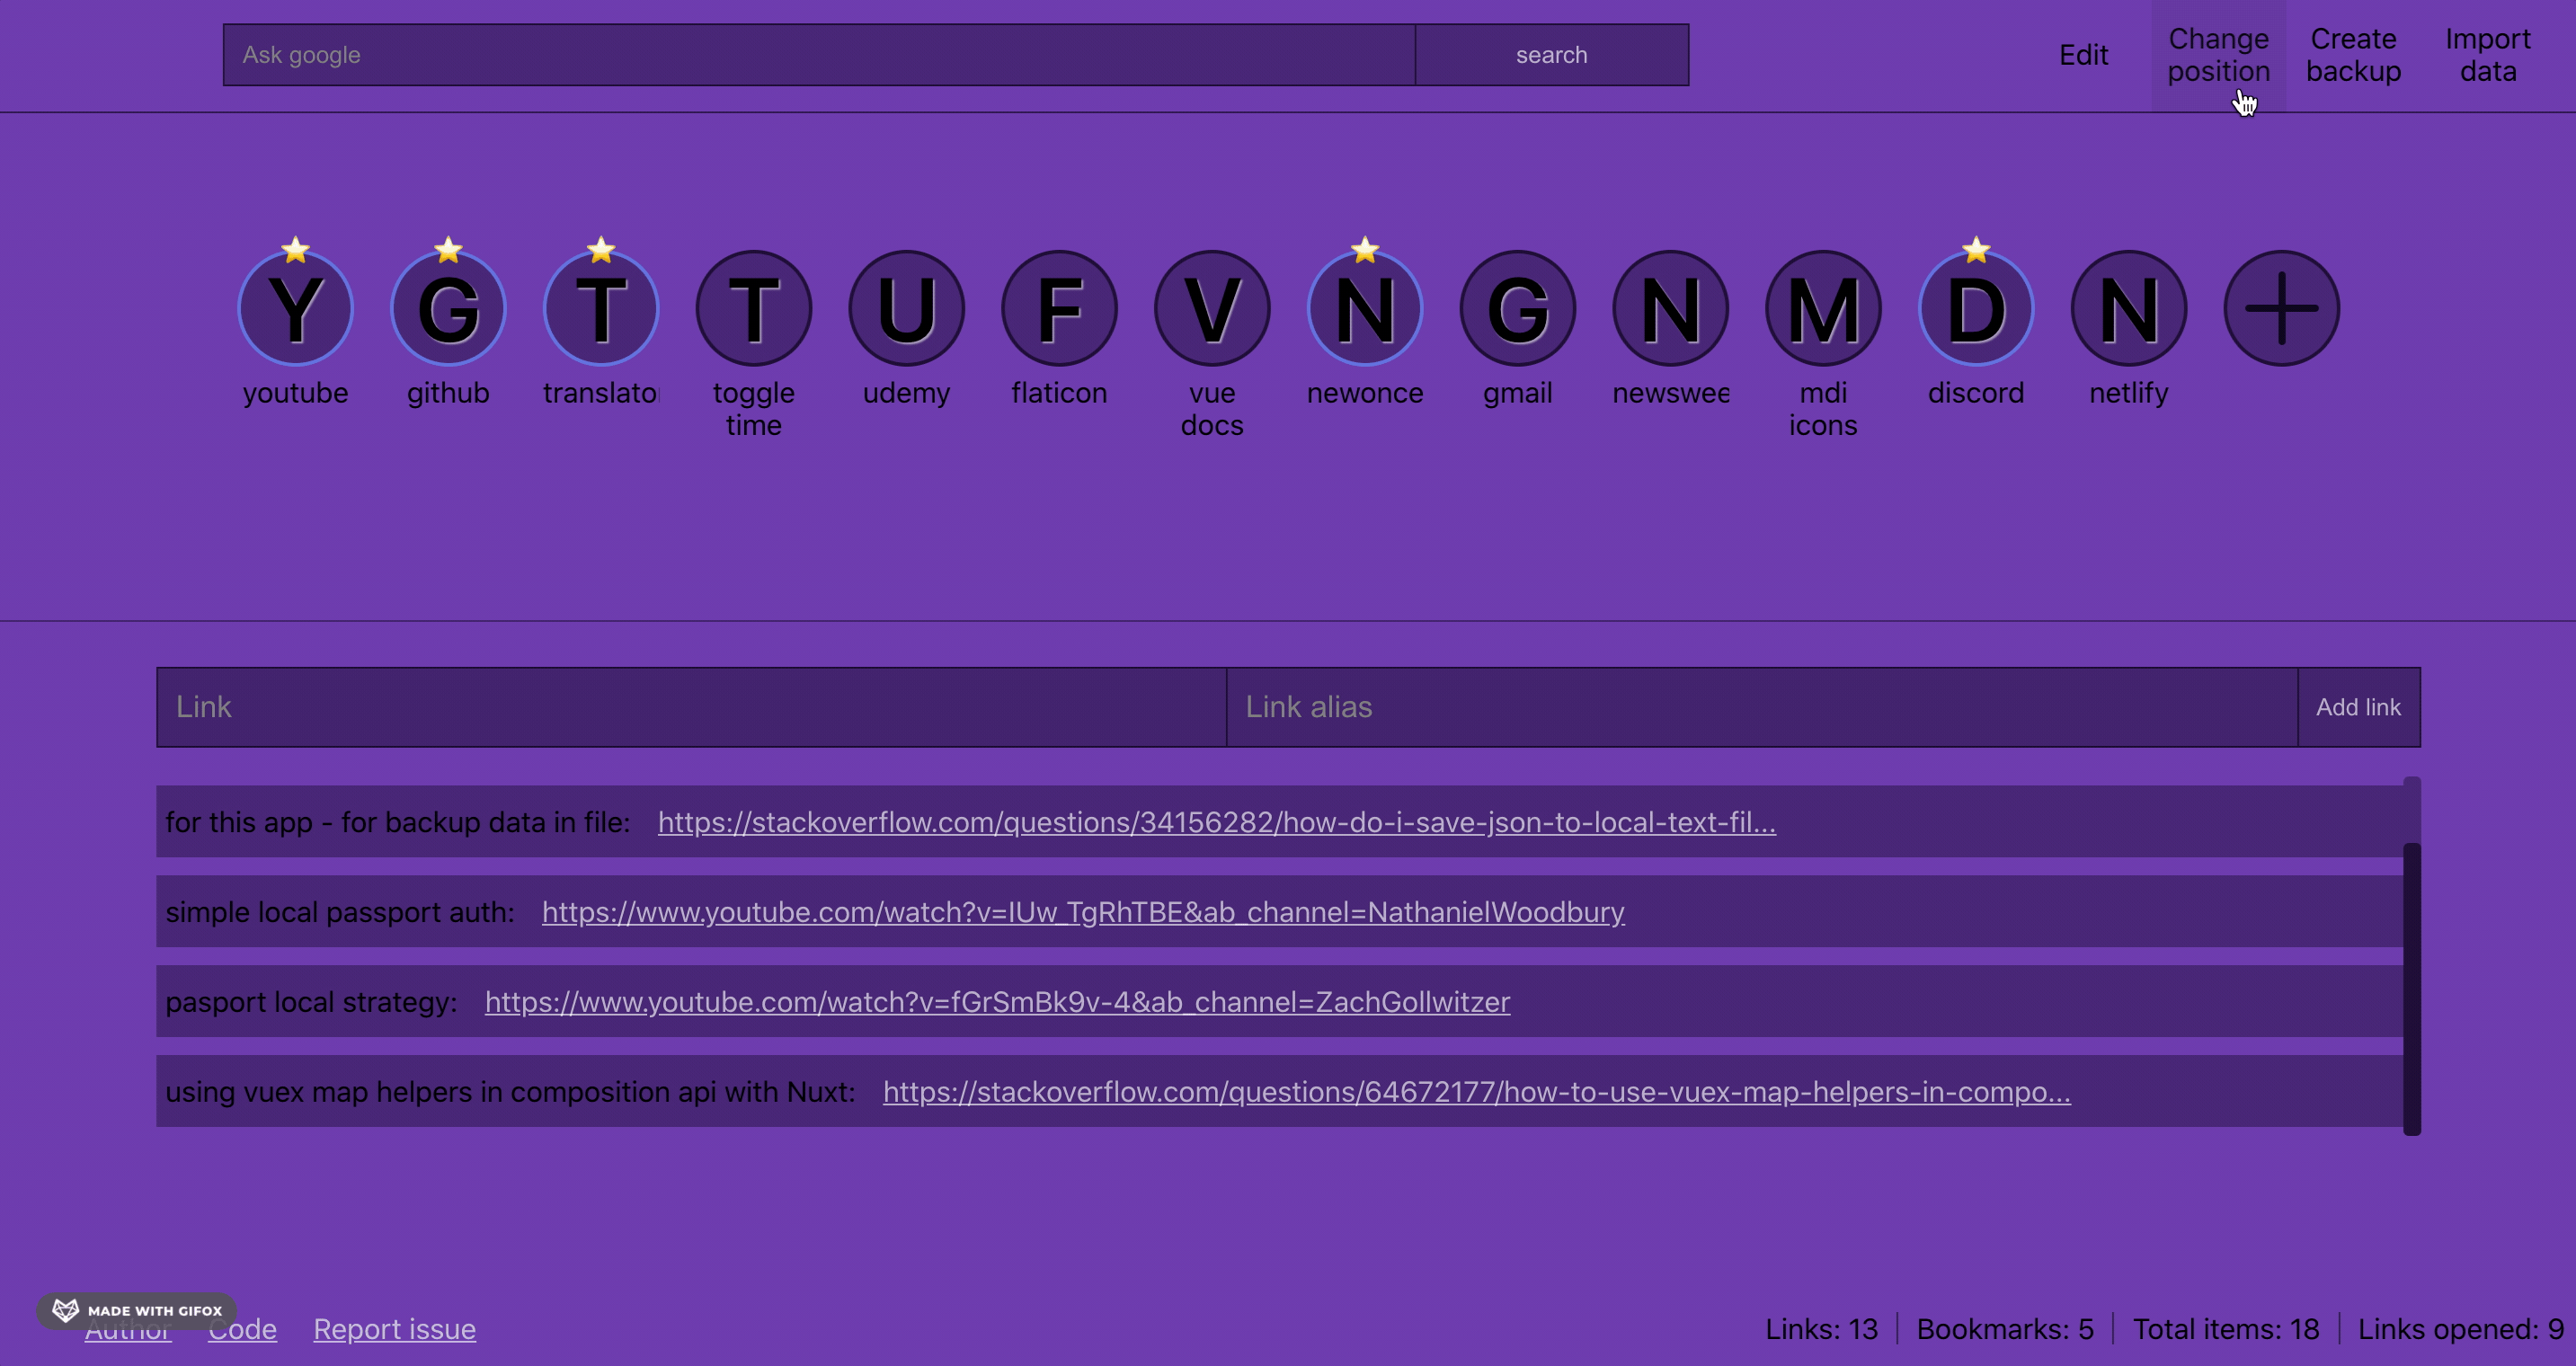 Ask google
search
Edit
Change
position
Create
backup
Import
data
Y
G
T
T
U
F
V
N
G
N
M
D
N
youtube
github
translator
toggle
time
udemy
flaticon
vue
docs
newonce
gmail
newswee
mdi
icons
discord
netlify
Link
Link alias
Add link
for this app - for backup data in file: https://stackoverflow.com/questions/34156282/how-do-i-save-json-to-local-text-fil...
simple local passport auth: https://www.youtube.com/watch?v=IUw_TgRhTBE&ab_channel=NathanielWoodbury
pasport local strategy: https://www.youtube.com/watch?v=fGrSmBk9v-4&ab_channel=ZachGollwitzer
using vuex map helpers in composition api with Nuxt: https://stackoverflow.com/questions/64672177/how-to-use-vuex-map-helpers-in-compo...
MADE WITH GIFOX
Author
Code
Report issue
Links: 13
Bookmarks: 5
Total items: 18
Links opened: 9